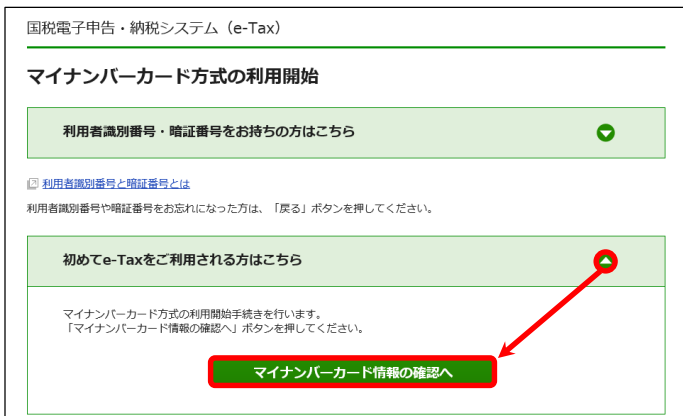 国税電子申告・納税システム（e-Tax）
マイナンバーカード方式の利用開始
利用者識別番号・暗証番号をお持ちの方はこちら
利用者識別番号と暗証番号とは
利用者識別番号や暗証番号をお忘れになった方は、「戻る」ボタンを押してください。
初めてe-Taxをご利用される方はこちら
マイナンバーカード方式の利用開始手続きを行います。
「マイナンバーカード情報の確認へ」ボタンを押してください。
マイナンバーカード情報の確認へ